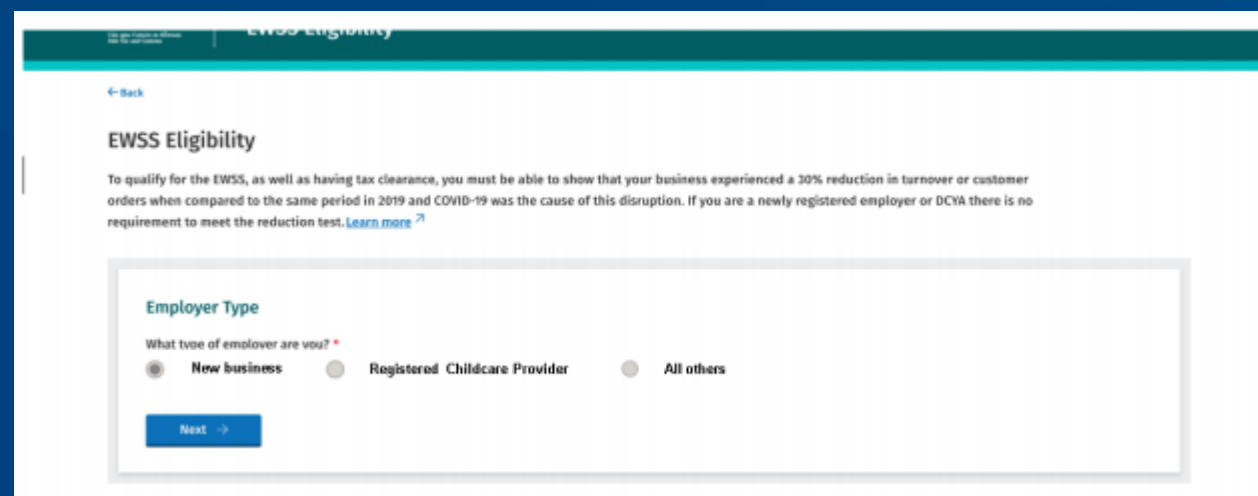 EWSS Eligibility
← Back
EWSS Eligibility
To qualify for the EWSS, as well as having tax clearance, you must be able to show that your business experienced a 30% reduction in turnover or customer
orders when compared to the same period in 2019 and COVID-19 was the cause of this disruption. If you are a newly registered employer or DCYA there is no
requirement to meet the reduction test. Learn more ↗
Employer Type
What type of employer are you? *
New business Registered Childcare Provider All others
Next →